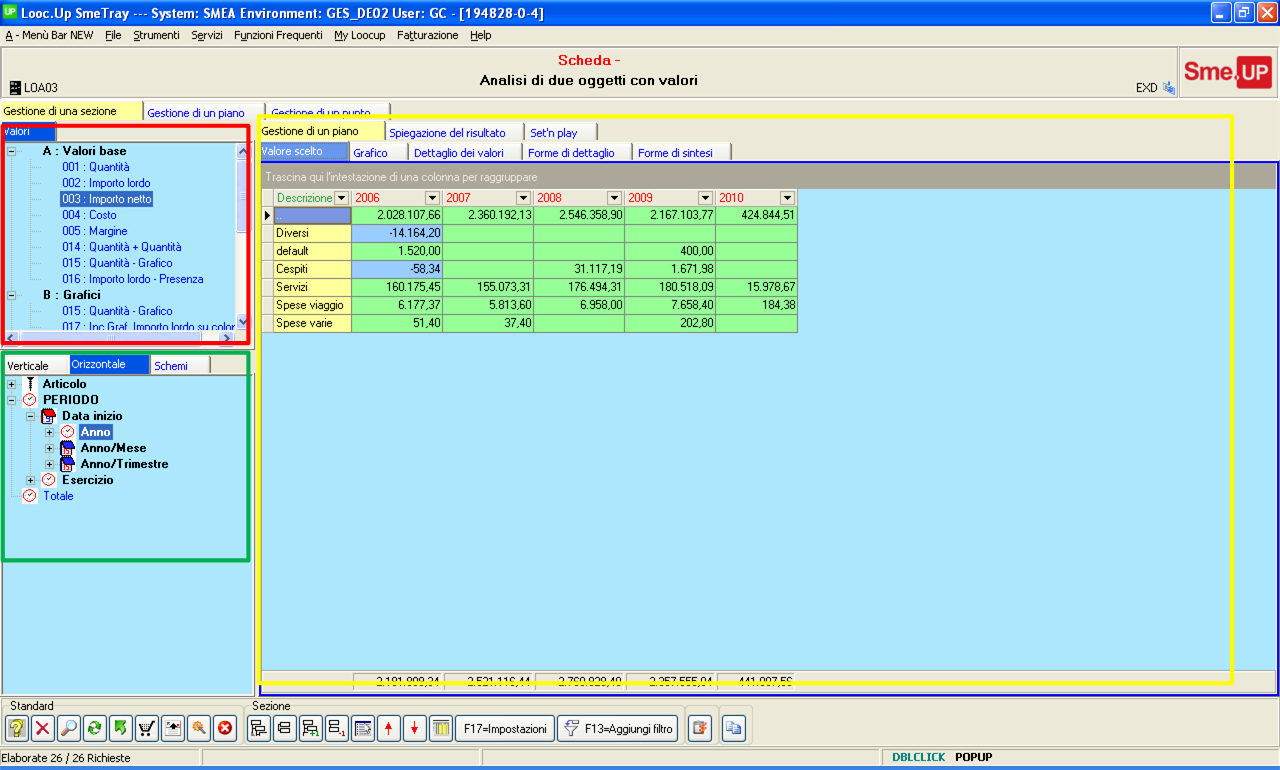 UP Looc.Up SmeTray --- System: SMEA Environment: GES_DE02 User: GC - [194828-0-4]
A - Menù Bar NEW File Strumenti Servizi Funzioni Frequenti My Loocup Fatturazione Help
Scheda -
Analisi di due oggetti con valori
LOA03
EXD
Sme.UP
Gestione di una sezione Gestione di un piano Gestione di un punto
Valori
A : Valori base
001 : Quantità
002 : Importo lordo
003 : Importo netto
004 : Costo
005 : Margine
014 : Quantità + Quantità
015 : Quantità - Grafico
016 : Importo lordo - Presenza
B : Grafici
015 : Quantità - Grafico
017 : Inc.Graf. Importo lordo su color
Verticale Orizzontale Schemi
Articolo
PERIODO
Data inizio
Anno
Anno/Mese
Anno/Trimestre
Esercizio
Totale
Gestione di un piano Spiegazione del risultato Set'n play
Valore scelto Grafico Dettaglio dei valori Forme di dettaglio Forme di sintesi
Trascina qui l'intestazione di una colonna per raggruppare
Descrizione 2006 2007 2008 2009 2010
.. 2.028.107,66 2.360.192,13 2.546.358,90 2.167.103,77 424.844,51
Diversi -14.164,20
default 1.520,00 400,00
Cespiti -58,34 31.117,19 1.671,98
Servizi 160.175,45 155.073,31 176.494,31 180.518,09 15.978,67
Spese viaggio 6.177,37 5.813,60 6.958,00 7.658,40 184,38
Spese varie 51,40 37,40 202,80
Standard
Sezione
F17=Impostazioni F13=Aggiungi filtro
Elaborate 26 / 26 Richieste
DBLCLICK POPUP